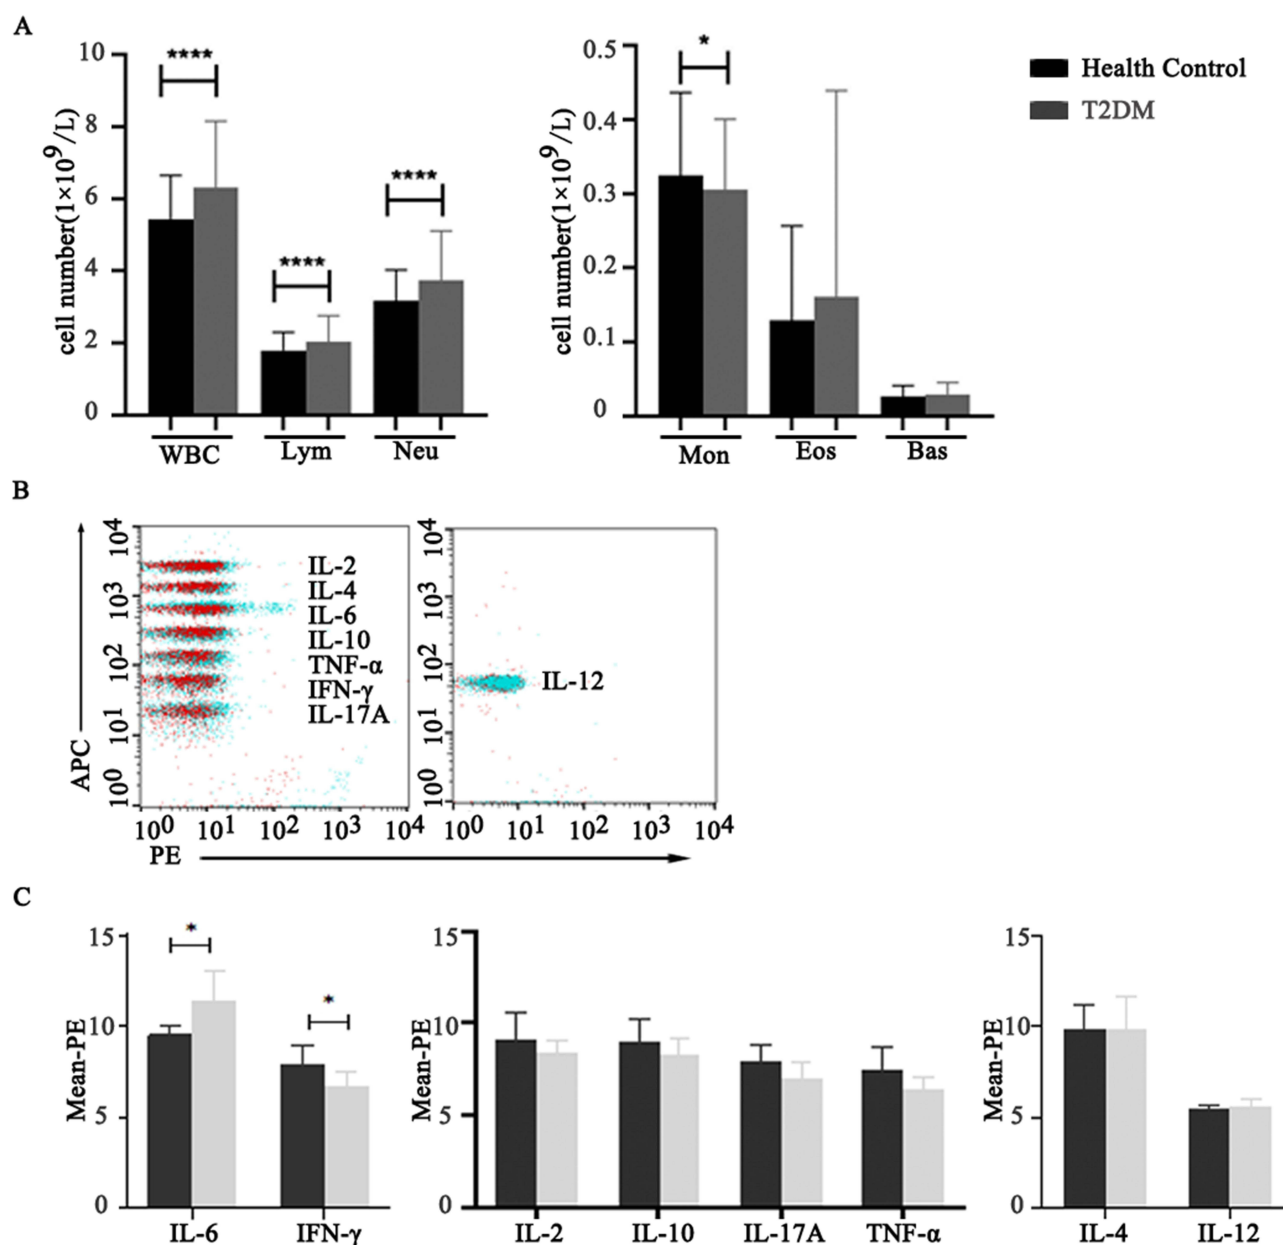 A
cell number(1×10⁹/L)
10
8
6
4
2
0
****
****
****
WBC Lym Neu
cell number(1×10⁹/L)
0.5
0.4
0.3
0.2
0.1
0
*
Mon Eos Bas
Health Control
T2DM
B
APC
10⁴
10³
10²
10¹
10⁰
IL-2
IL-4
IL-6
IL-10
TNF-α
IFN-γ
IL-17A
10⁰ 10¹ 10² 10³ 10⁴
10⁴
10³
10²
10¹
10⁰
IL-12
10⁰ 10¹ 10² 10³ 10⁴
PE
C
Mean-PE
15
10
5
0
*
*
IL-6 IFN-γ
Mean-PE
15
10
5
0
IL-2 IL-10 IL-17A TNF-α
Mean-PE
15
10
5
0
IL-4 IL-12